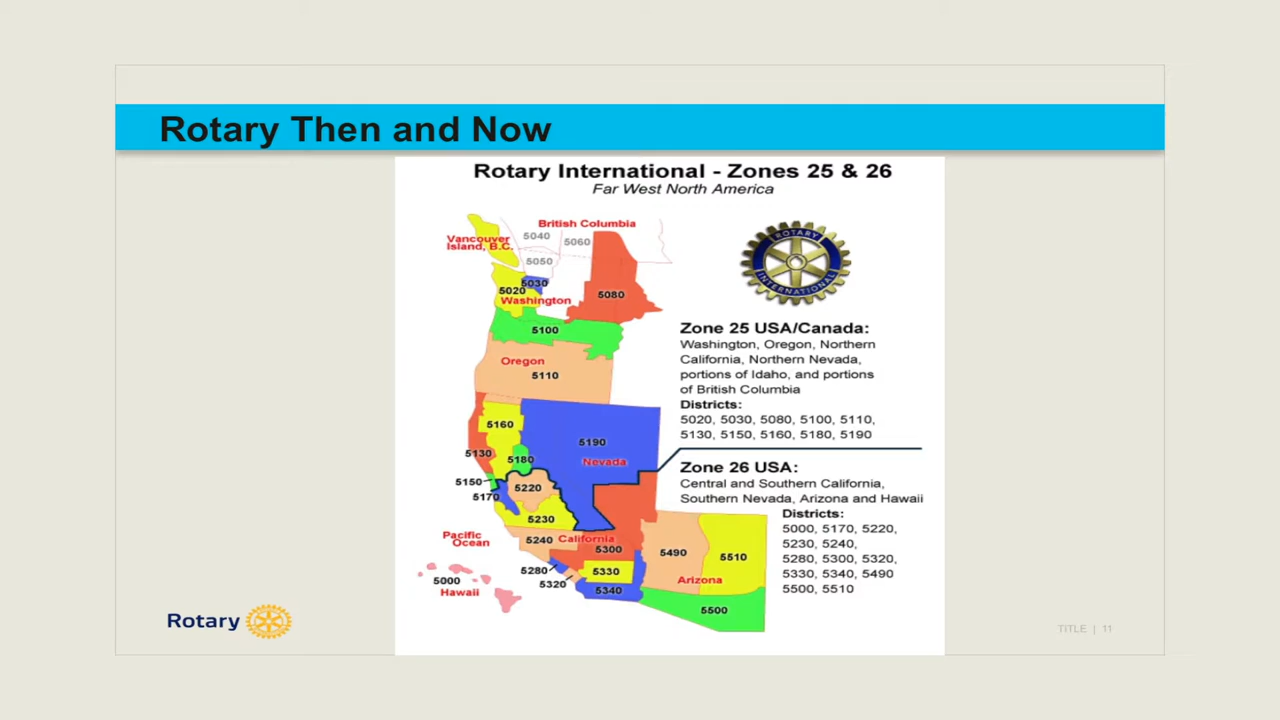 Rotary Then and Now
Rotary International - Zones 25 & 26
Far West North America
British Columbia
Vancouver
Island, B.C.
5040
5060
5050
5030
5020
Washington
5080
5100
Oregon
5110
5160
5190
Nevada
5130
5180
5150
5170
5220
5230
Pacific
Ocean
5240
California
5300
5490
5510
5280
5330
5320
5340
Arizona
5000
Hawaii
5500
ROTARY
INTERNATIONAL
Zone 25 USA/Canada:
Washington, Oregon, Northern
California, Northern Nevada,
portions of Idaho, and portions
of British Columbia
Districts:
5020, 5030, 5080, 5100, 5110,
5130, 5150, 5160, 5180, 5190
Zone 26 USA:
Central and Southern California,
Southern Nevada, Arizona and Hawaii
Districts:
5000, 5170, 5220,
5230, 5240,
5280, 5300, 5320,
5330, 5340, 5490
5500, 5510
Rotary
TITLE | 11